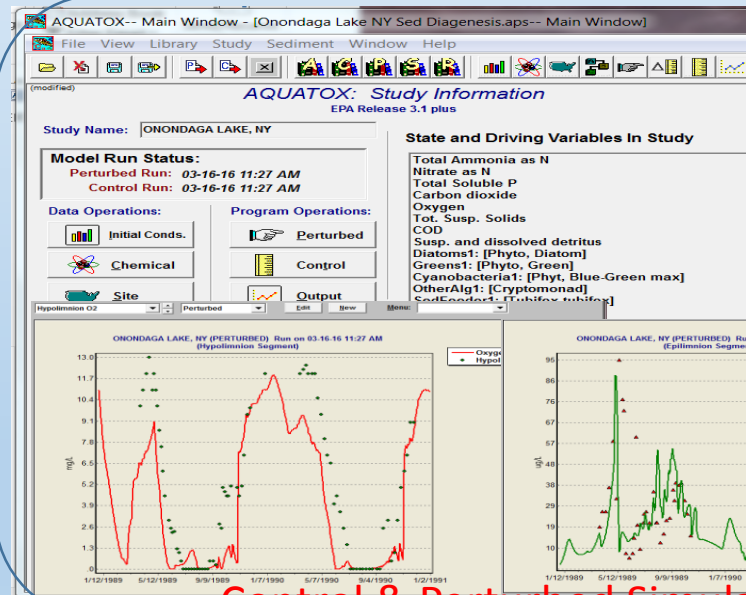 AQUATOX-- Main Window - [Onondaga Lake NY Sed Diagenesis.aps-- Main Window]
File View Library Study Sediment Window Help
(modified)
AQUATOX: Study Information
EPA Release 3.1 plus
Study Name: ONONDAGA LAKE, NY
Model Run Status:
Perturbed Run: 03-16-16 11:27 AM
Control Run: 03-16-16 11:27 AM
Data Operations: Program Operations:
Initial Conds. Perturbed
Chemical Control
Site Output
State and Driving Variables In Study
Total Ammonia as N
Nitrate as N
Total Soluble P
Carbon dioxide
Oxygen
Tot. Susp. Solids
COD
Susp. and dissolved detritus
Diatoms1: [Phyto, Diatom]
Greens1: [Phyto, Green]
Cyanobacteria1: [Phyt, Blue-Green max]
OtherAlg1: [Cryptomonad]
SedFeeder1: [Tubifex tubifex]
Hypolimnion O2 Perturbed Edit New Menu:
ONONDAGA LAKE, NY (PERTURBED) Run on 03-16-16 11:27 AM
(Hypolimnion Segment)
13.0
11.7
10.4
9.1
7.8
6.5
5.2
3.9
2.6
1.3
.0
mg/L
1/12/1989 5/12/1989 9/9/1989 1/7/1990 5/7/1990 9/4/1990 1/2/1991
Oxyge
Hypol
ONONDAGA LAKE, NY (PERTURBED) Ru
(Epilimnion Segmen
95
86
76
67
57
48
38
29
19
10
ug/L
1/12/1989 5/12/1989 9/9/1989 1/7/1990
Control & Perturbed Simula